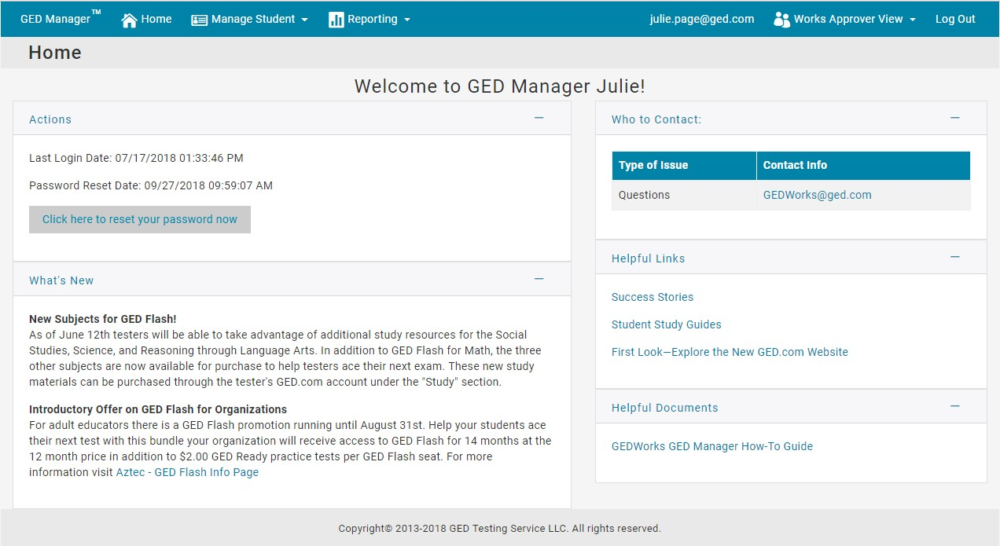 GED Manager™ Home Manage Student Reporting julie.page@ged.com Works Approver View Log Out
Home
Welcome to GED Manager Julie!
Actions
Last Login Date: 07/17/2018 01:33:46 PM
Password Reset Date: 09/27/2018 09:59:07 AM
Click here to reset your password now
What's New
New Subjects for GED Flash!
As of June 12th testers will be able to take advantage of additional study resources for the Social
Studies, Science, and Reasoning through Language Arts. In addition to GED Flash for Math, the three
other subjects are now available for purchase to help testers ace their next exam. These new study
materials can be purchased through the tester's GED.com account under the "Study" section.
Introductory Offer on GED Flash for Organizations
For adult educators there is a GED Flash promotion running until August 31st. Help your students ace
their next test with this bundle your organization will receive access to GED Flash for 14 months at the
12 month price in addition to $2.00 GED Ready practice tests per GED Flash seat. For more
information visit Aztec - GED Flash Info Page
Who to Contact:
Type of Issue Contact Info
Questions GEDWorks@ged.com
Helpful Links
Success Stories
Student Study Guides
First Look—Explore the New GED.com Website
Helpful Documents
GEDWorks GED Manager How-To Guide
Copyright© 2013-2018 GED Testing Service LLC. All rights reserved.